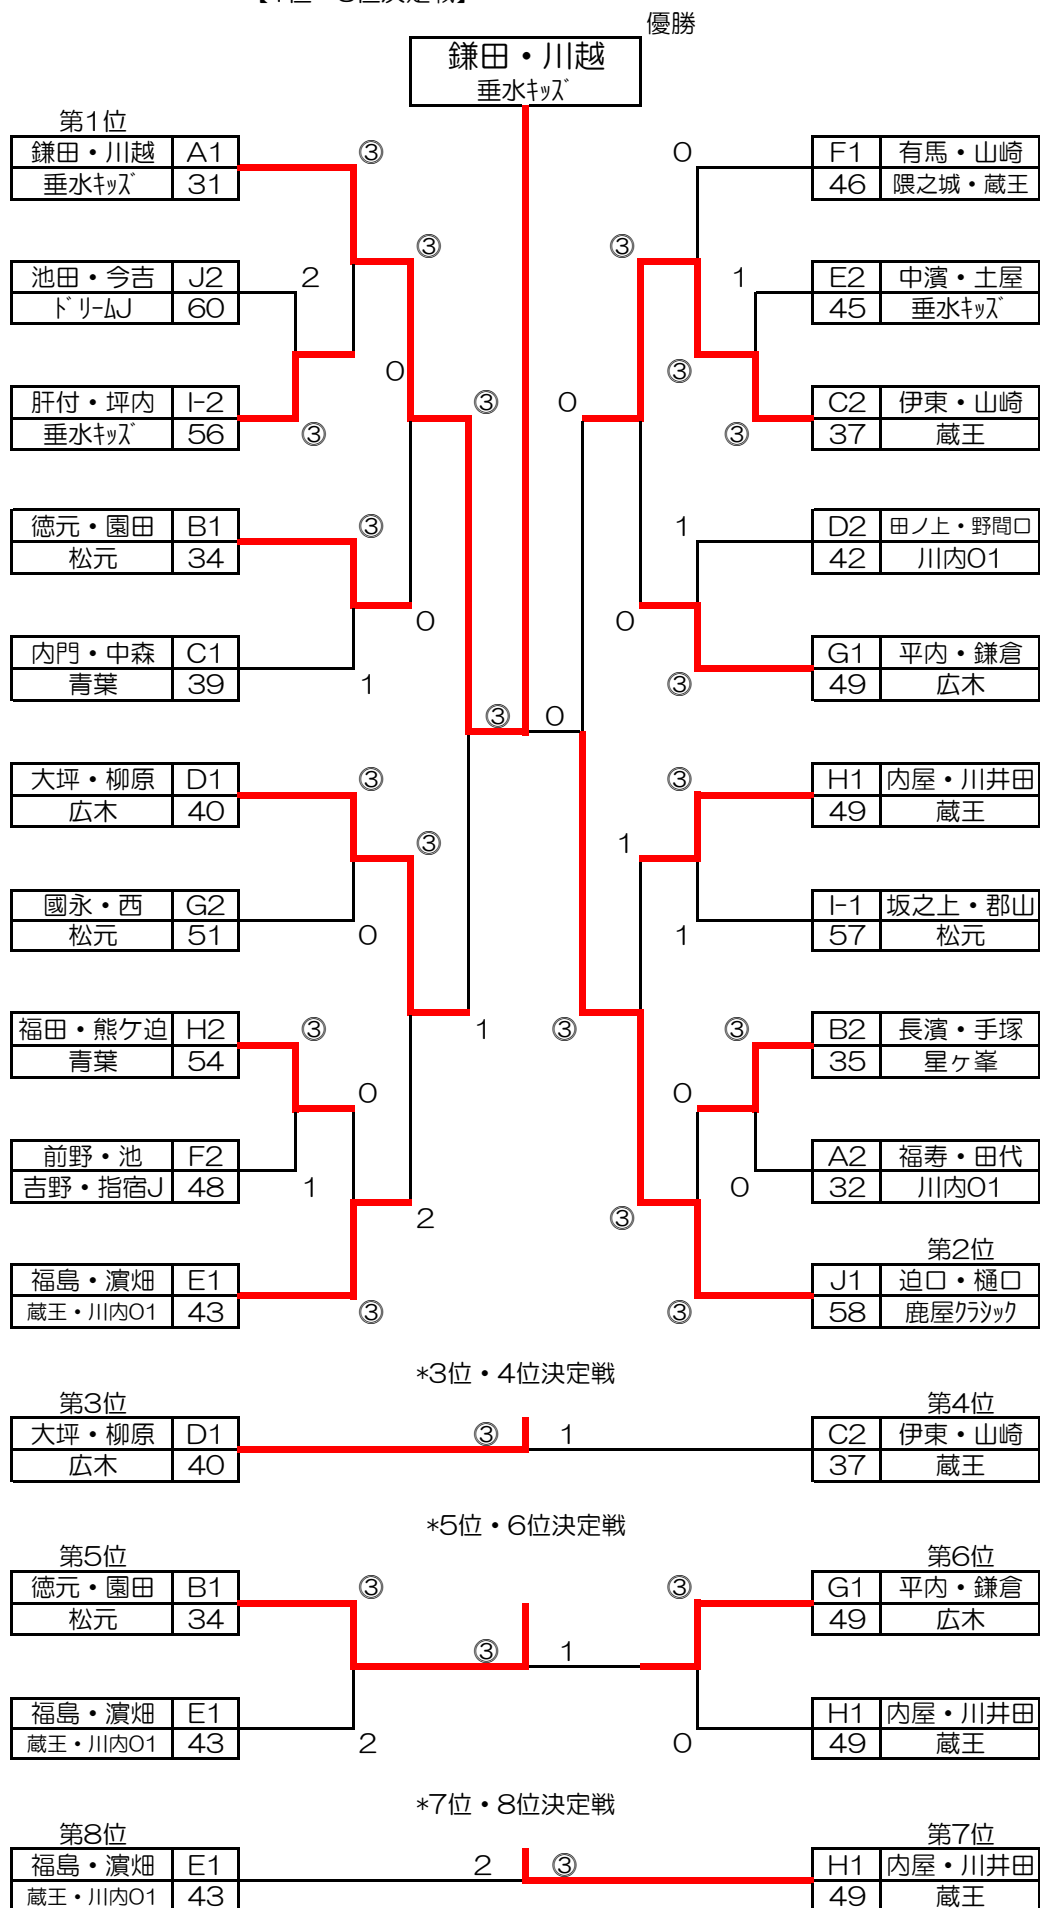 優勝
鎌田・川越
垂水ｷｯｽﾞ
第1位
鎌田・川越 A1 ③ 0 F1 有馬・山崎
垂水ｷｯｽﾞ 31 46 隈之城・蔵王
③ ③
池田・今吉 J2 2 1 E2 中濱・土屋
ﾄﾞﾘｰﾑJ 60 45 垂水ｷｯｽﾞ
0 ③
肝付・坪内 I-2 ③ 0 C2 伊東・山崎
垂水ｷｯｽﾞ 56 ③ ③ 37 蔵王
徳元・園田 B1 ③ 1 D2 田ノ上・野間口
松元 34 42 川内01
0 0
内門・中森 C1 G1 平内・鎌倉
青葉 39 1 ③ 49 広木
③ 0
大坪・柳原 D1 ③ ③ H1 内屋・川井田
広木 40 49 蔵王
③ 1
國永・西 G2 I-1 坂之上・郡山
松元 51 0 1 57 松元
福田・熊ケ迫 H2 ③ 1 ③ ③ B2 長濱・手塚
青葉 54 35 星ヶ峯
0 0
前野・池 F2 A2 福寿・田代
吉野・指宿J 48 1 0 32 川内01
2 ③
第2位
福島・濵畑 E1 J1 迫口・樋口
蔵王・川内01 43 ③ ③ 58 鹿屋ｸﾗｼｯｸ
*3位・4位決定戦
第3位 第4位
大坪・柳原 D1 ③ 1 C2 伊東・山崎
広木 40 37 蔵王
*5位・6位決定戦
第5位 第6位
徳元・園田 B1 ③ ③ G1 平内・鎌倉
松元 34 49 広木
③ 1
福島・濵畑 E1 H1 内屋・川井田
蔵王・川内01 43 2 0 49 蔵王
*7位・8位決定戦
第8位 第7位
福島・濵畑 E1 2 ③ H1 内屋・川井田
蔵王・川内01 43 49 蔵王